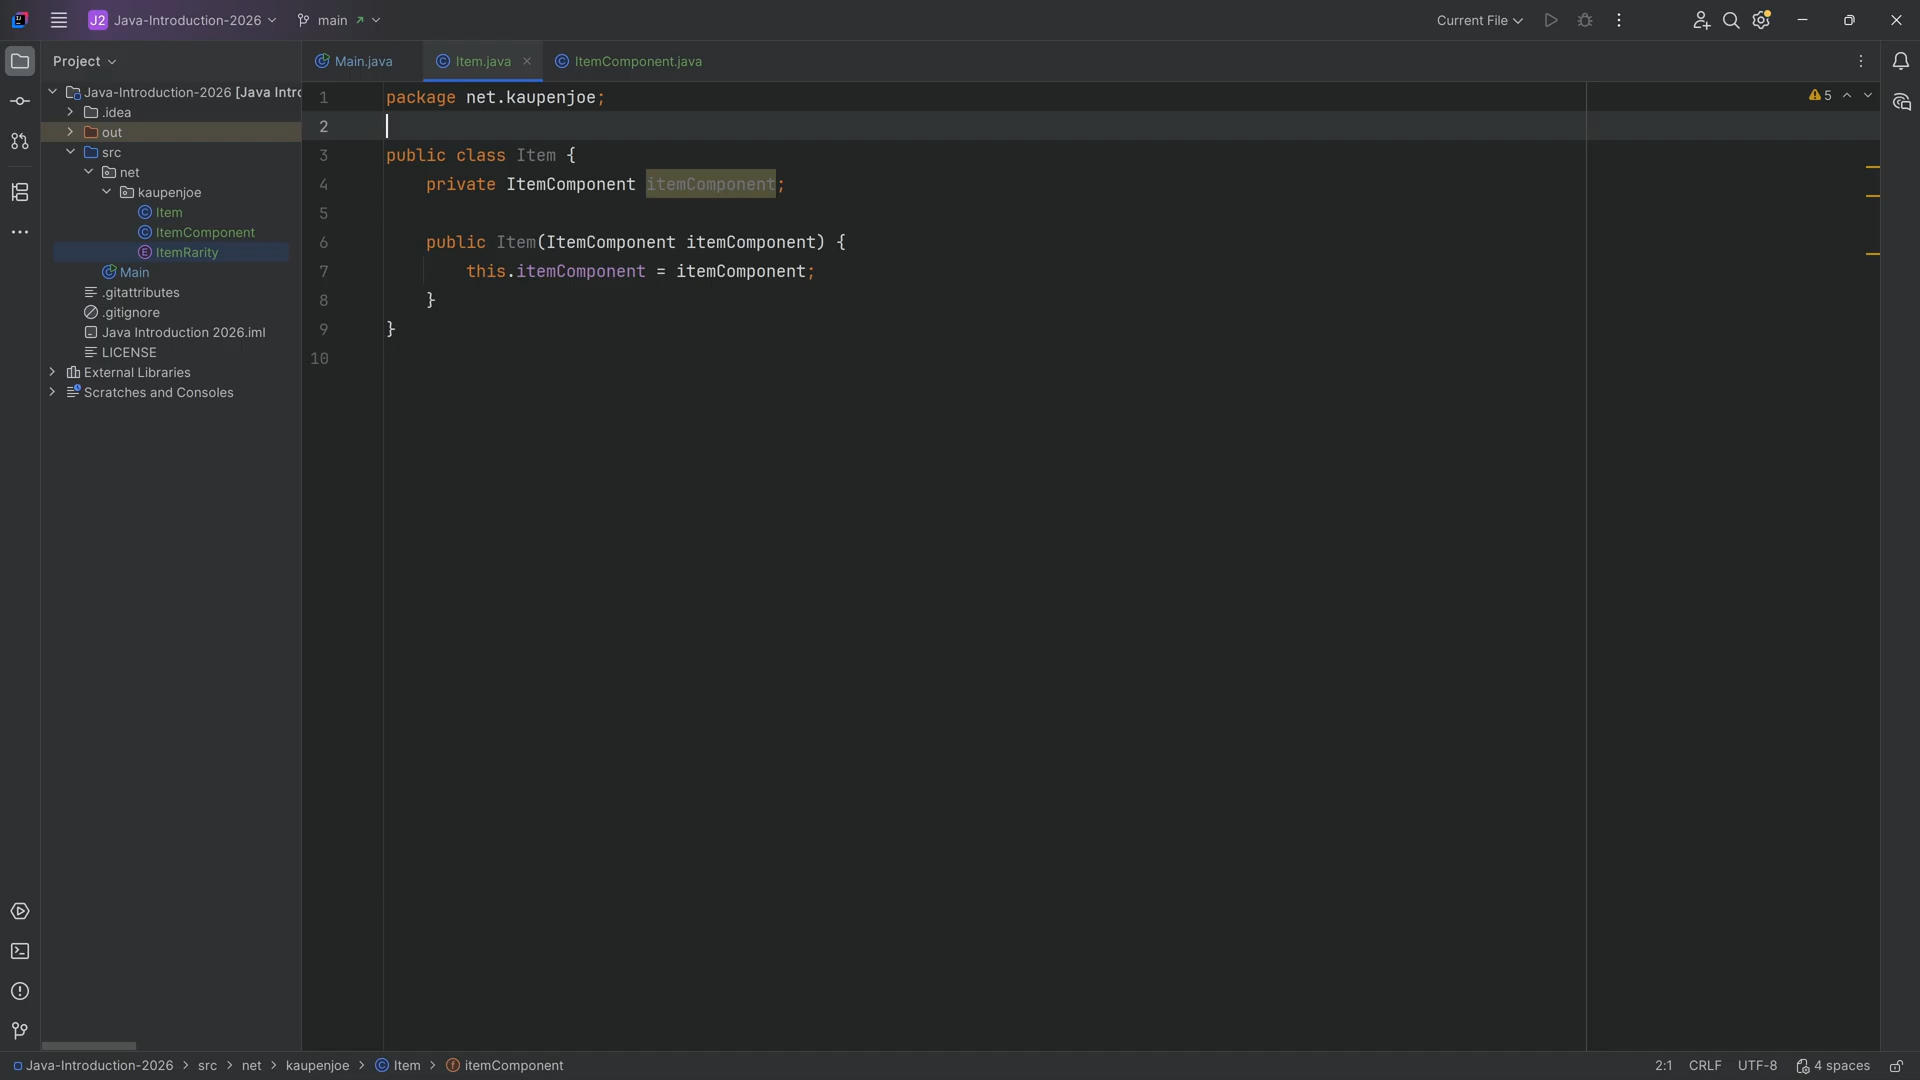 J2 Java-Introduction-2026 main Current File
Project
Main.java Item.java ItemComponent.java
Java-Introduction-2026 [Java Intro
.idea
out
src
net
kaupenjoe
Item
ItemComponent
ItemRarity
Main
.gitattributes
.gitignore
Java Introduction 2026.iml
LICENSE
External Libraries
Scratches and Consoles
5
1 package net.kaupenjoe;
2
3 public class Item {
4 private ItemComponent itemComponent;
5
6 public Item(ItemComponent itemComponent) {
7 this.itemComponent = itemComponent;
8 }
9 }
10
Java-Introduction-2026 > src > net > kaupenjoe > Item > itemComponent 2:1 CRLF UTF-8 4 spaces